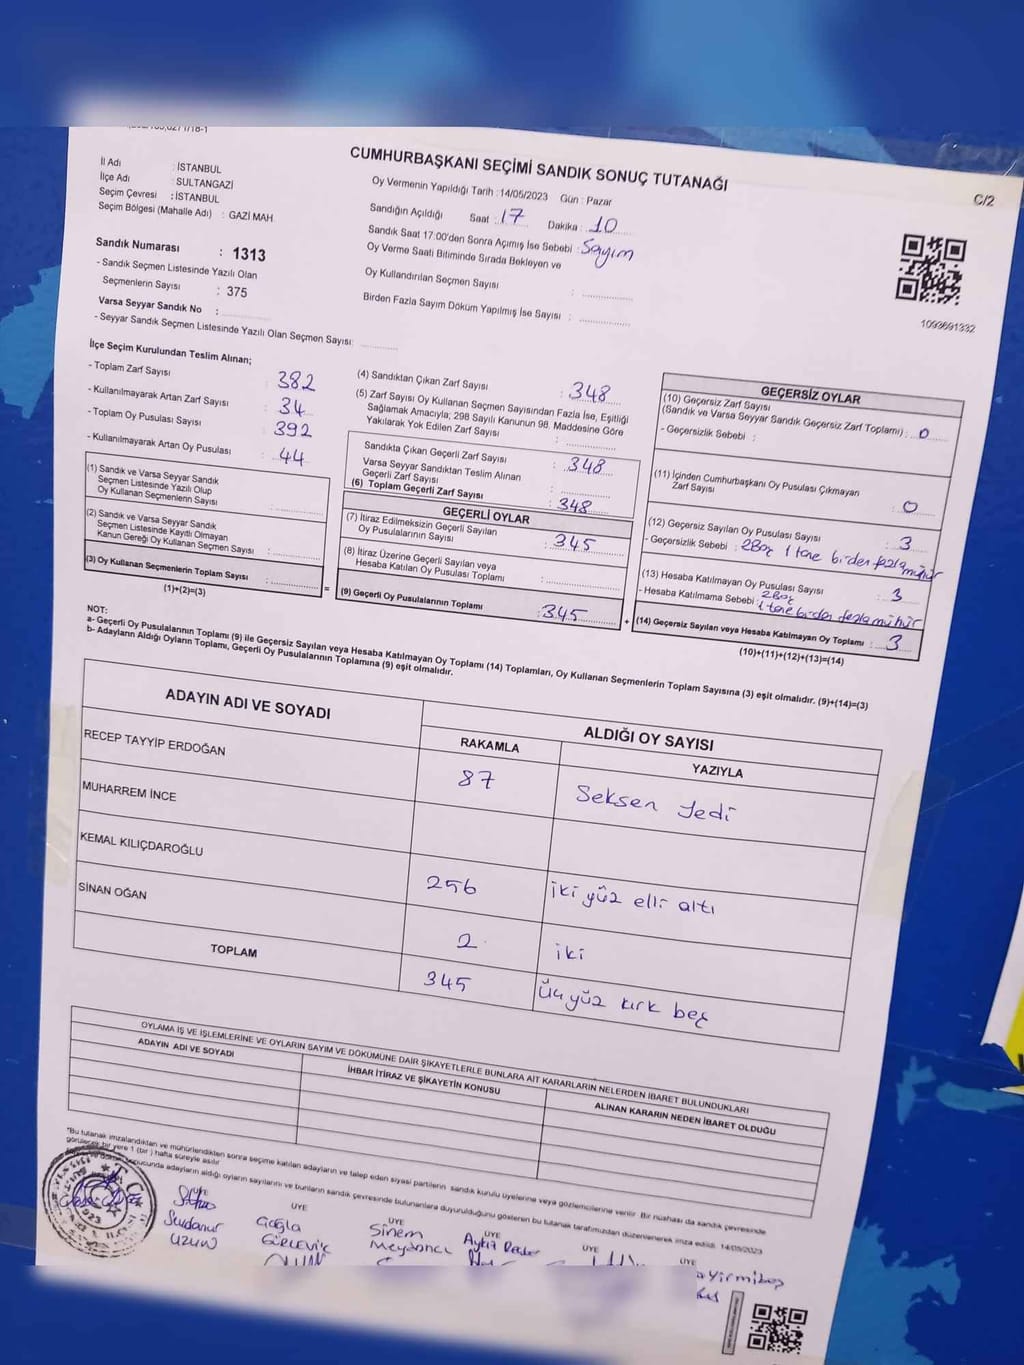 CUMHURBAŞKANI SEÇİMİ SANDIK SONUÇ TUTANAĞI
C/2
İl Adı : İSTANBUL
İlçe Adı : SULTANGAZİ
Seçim Çevresi : İSTANBUL
Seçim Bölgesi (Mahalle Adı) : GAZİ MAH.
Oy Vermenin Yapıldığı Tarih : 14/05/2023 Gün : Pazar
Sandığın Açıldığı Saat : 17 Dakika : 10
Sandık Saat 17:00'den Sonra Açılmış İse Sebebi : Sayım
Oy Verme Saati Bitiminde Sırada Bekleyen ve
Oy Kullandırılan Seçmen Sayısı :
Birden Fazla Sayım Döküm Yapılmış İse Sayısı :
1093691332
Sandık Numarası : 1313
- Sandık Seçmen Listesinde Yazılı Olan
Seçmenlerin Sayısı : 375
Varsa Seyyar Sandık No :
- Seyyar Sandık Seçmen Listesinde Yazılı Olan Seçmen Sayısı:
İlçe Seçim Kurulundan Teslim Alınan;
- Toplam Zarf Sayısı : 382
- Kullanılmayarak Artan Zarf Sayısı : 34
- Toplam Oy Pusulası Sayısı : 392
- Kullanılmayarak Artan Oy Pusulası : 44
(1) Sandık ve Varsa Seyyar Sandık
Seçmen Listesinde Yazılı Olup
Oy Kullanan Seçmenlerin Sayısı :
(2) Sandık ve Varsa Seyyar Sandık
Seçmen Listesinde Kayıtlı Olmayan
Kanun Gereği Oy Kullanan Seçmen Sayısı :
(3) Oy Kullanan Seçmenlerin Toplam Sayısı :
(1)+(2)=(3)
(4) Sandıktan Çıkan Zarf Sayısı : 348
(5) Zarf Sayısı Oy Kullanan Seçmen Sayısından Fazla İse, Eşitliği
Sağlamak Amacıyla; 298 Sayılı Kanunun 98. Maddesine Göre
Yakılarak Yok Edilen Zarf Sayısı :
Sandıkta Çıkan Geçerli Zarf Sayısı : 348
Varsa Seyyar Sandıktan Teslim Alınan
Geçerli Zarf Sayısı :
(6) Toplam Geçerli Zarf Sayısı : 348
GEÇERLİ OYLAR
(7) İtiraz Edilmeksizin Geçerli Sayılan
Oy Pusulalarının Sayısı : 345
(8) İtiraz Üzerine Geçerli Sayılan veya
Hesaba Katılan Oy Pusulası Toplamı :
= (9) Geçerli Oy Pusulalarının Toplamı : 345 +
GEÇERSİZ OYLAR
(10) Geçersiz Zarf Sayısı
(Sandık ve Varsa Seyyar Sandık Geçersiz Zarf Toplamı) : 0
- Geçersizlik Sebebi :
(11) İçinden Cumhurbaşkanı Oy Pusulası Çıkmayan
Zarf Sayısı : 0
(12) Geçersiz Sayılan Oy Pusulası Sayısı : 3
- Geçersizlik Sebebi : 2 Boş 1 tane birden fazla mühür
(13) Hesaba Katılmayan Oy Pusulası Sayısı : 3
- Hesaba Katılmama Sebebi : 2 Boş
1 tane birden fazla mühür
(14) Geçersiz Sayılan veya Hesaba Katılmayan Oy Toplamı : 3
(10)+(11)+(12)+(13)=(14)
NOT:
a- Geçerli Oy Pusulalarının Toplamı (9) ile Geçersiz Sayılan veya Hesaba Katılmayan Oy Toplamı (14) Toplamları, Oy Kullanan Seçmenlerin Toplam Sayısına (3) eşit olmalıdır. (9)+(14)=(3)
b- Adayların Aldığı Oyların Toplamı, Geçerli Oy Pusulalarının Toplamına (9) eşit olmalıdır.
ADAYIN ADI VE SOYADI
ALDIĞI OY SAYISI
RAKAMLA YAZIYLA
RECEP TAYYİP ERDOĞAN 87 Seksen Yedi
MUHARREM İNCE
KEMAL KILIÇDAROĞLU 256 iki yüz elli altı
SİNAN OĞAN 2 iki
TOPLAM 345 Üç yüz kırk beş
OYLAMA İŞ VE İŞLEMLERİNE VE OYLARIN SAYIM VE DÖKÜMÜNE DAİR ŞİKAYETLERLE BUNLARA AİT KARARLARIN NELERDEN İBARET BULUNDUKLARI
ADAYIN ADI VE SOYADI
İHBAR İTİRAZ VE ŞİKAYETİN KONUSU
ALINAN KARARIN NEDEN İBARET OLDUĞU
"Bu tutanak imzalandıktan ve mühürlendikten sonra seçime katılan adayların ve talep eden siyasi partilerin sandık kurulu üyelerine veya gözlemcilerine verilir. Bir nüshası da sandık çevresinde
görülecek bir yere 1 (bir) hafta süreyle asılır
adayların aldığı oyların sayılarını ve bunların sandık çevresinde bulunanlara duyurulduğunu gösteren bu tutanak tarafımızdan düzenlenerek imza edildi. 14/05/2023
ÜYE ÜYE ÜYE ÜYE ÜYE ÜYE
Uzun
Sinem